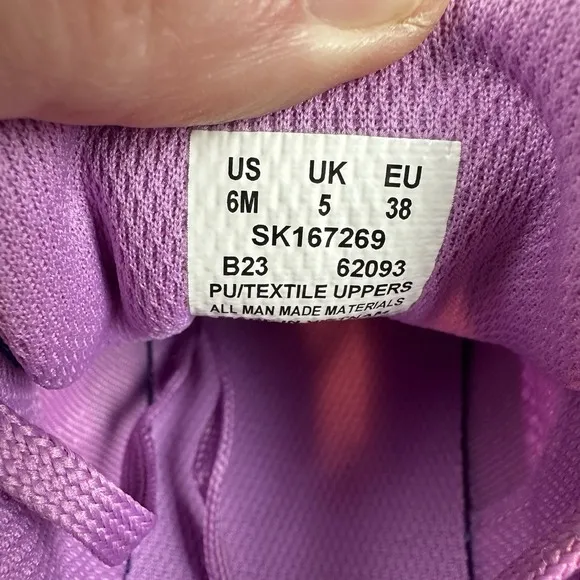 US UK EU
6M 5 38
SK167269
B23 62093
PU/TEXTILE UPPERS
ALL MAN MADE MATERIALS